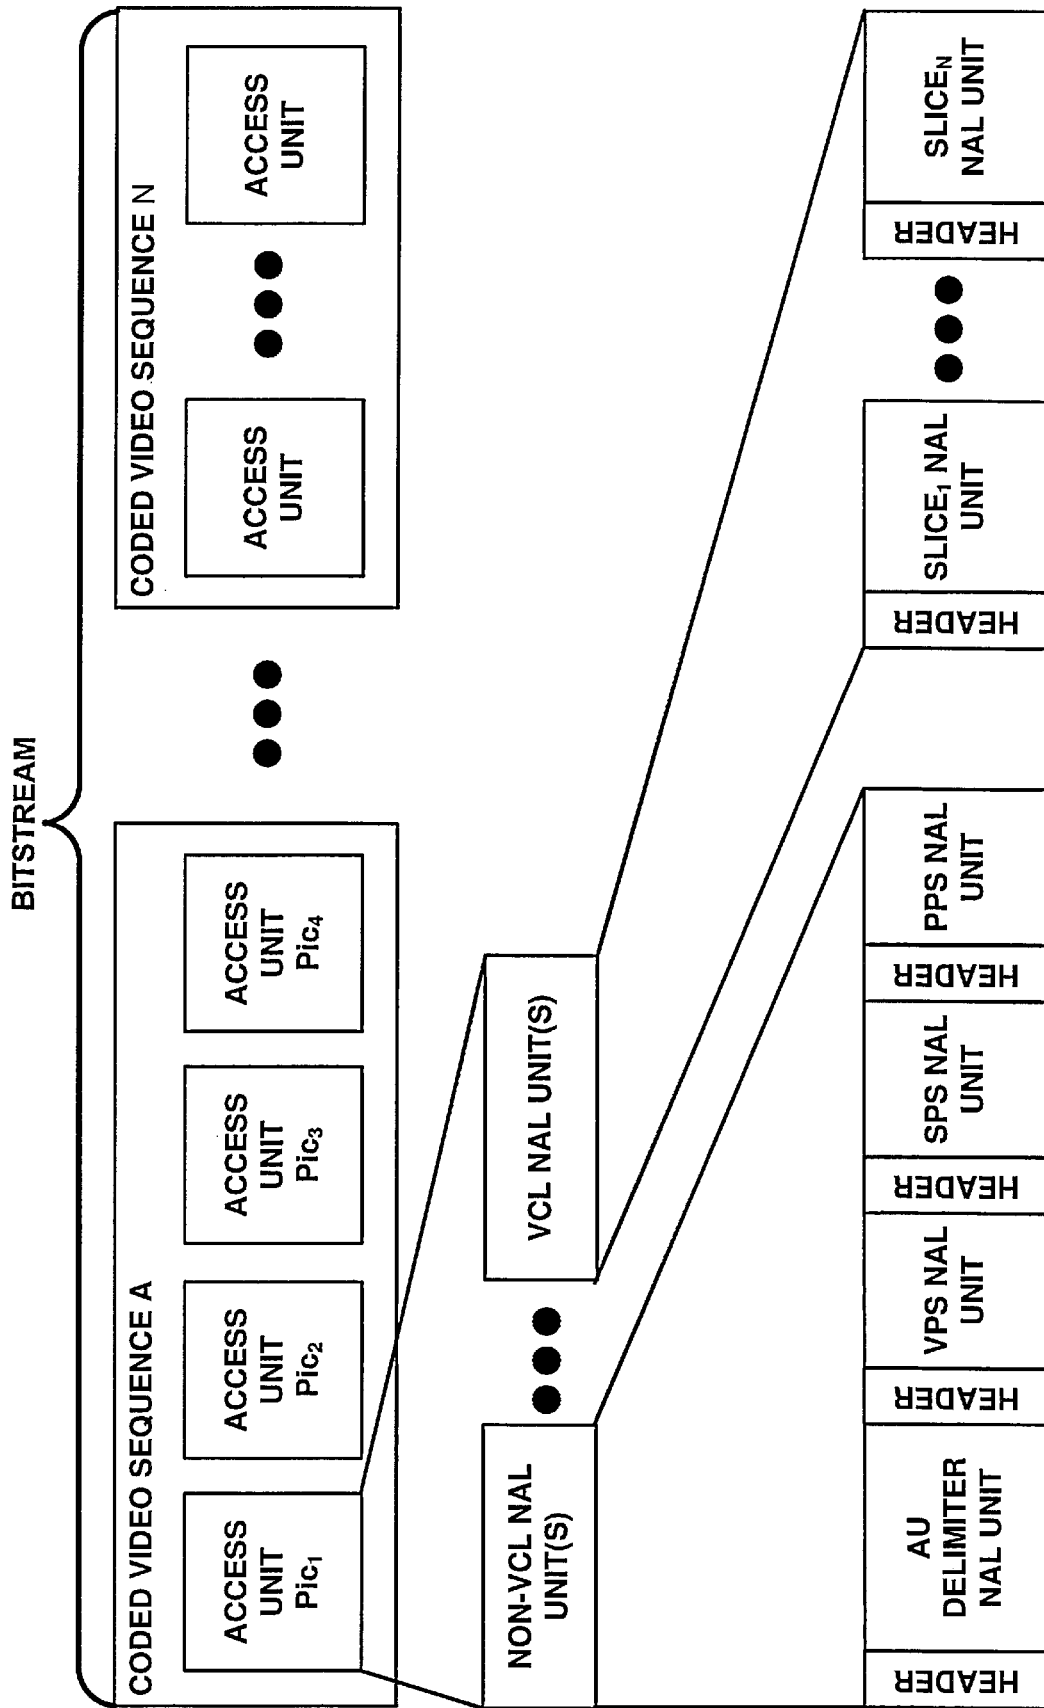 BITSTREAM
CODED VIDEO SEQUENCE A
ACCESS
UNIT
Pic1
ACCESS
UNIT
Pic2
ACCESS
UNIT
Pic3
ACCESS
UNIT
Pic4
CODED VIDEO SEQUENCE N
ACCESS
UNIT
ACCESS
UNIT
NON-VCL NAL
UNIT(S)
VCL NAL UNIT(S)
HEADER
AU
DELIMITER
NAL UNIT
HEADER
VPS NAL
UNIT
HEADER
SPS NAL
UNIT
HEADER
PPS NAL
UNIT
HEADER
SLICE1 NAL
UNIT
HEADER
SLICEN
NAL UNIT